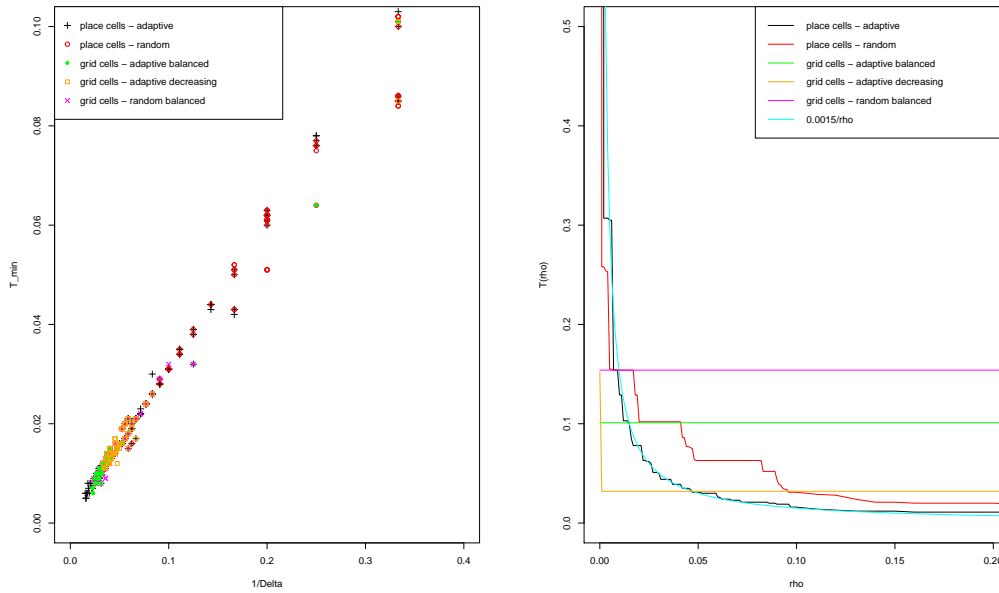 place cells − adaptive
place cells − random
grid cells − adaptive balanced
grid cells − adaptive decreasing
grid cells − random balanced
T_min
0.00
0.02
0.04
0.06
0.08
0.10
0.0
0.1
0.2
0.3
0.4
1/Delta
place cells − adaptive
place cells − random
grid cells − adaptive balanced
grid cells − adaptive decreasing
grid cells − random balanced
0.0015/rho
T(rho)
0.0
0.1
0.2
0.3
0.4
0.5
0.00
0.05
0.10
0.15
0.20
rho